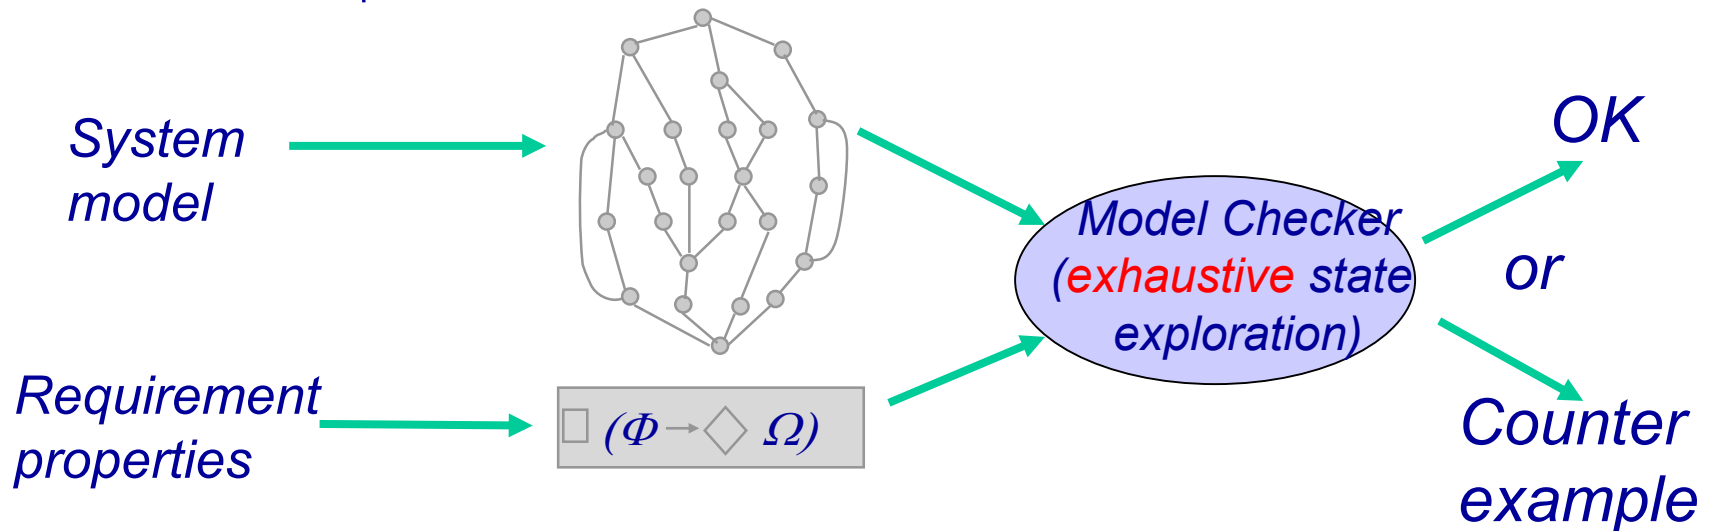 System
model
Requirement
properties
□ (Φ → ◇ Ω)
Model Checker
(exhaustive state
exploration)
OK
or
Counter
example